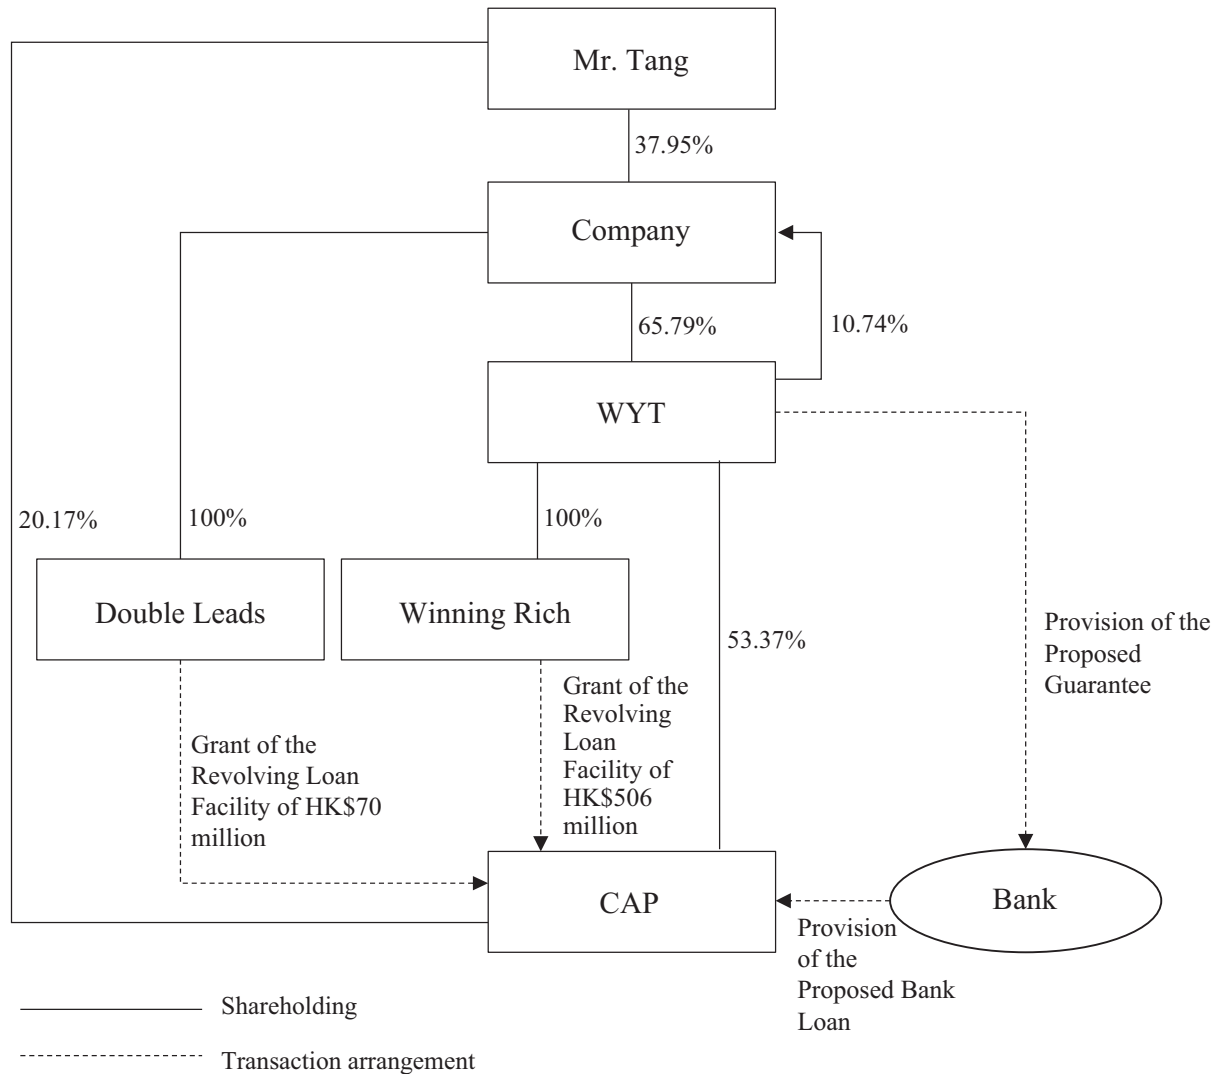 Mr. Tang
37.95%
Company
65.79%
10.74%
WYT
20.17%
100%
100%
Double Leads
Winning Rich
53.37%
Provision of the
Proposed
Guarantee
Grant of the
Revolving Loan
Facility of HK$70
million
Grant of the
Revolving
Loan
Facility of
HK$506
million
CAP
Bank
Provision
of the
Proposed Bank
Loan
Shareholding
Transaction arrangement